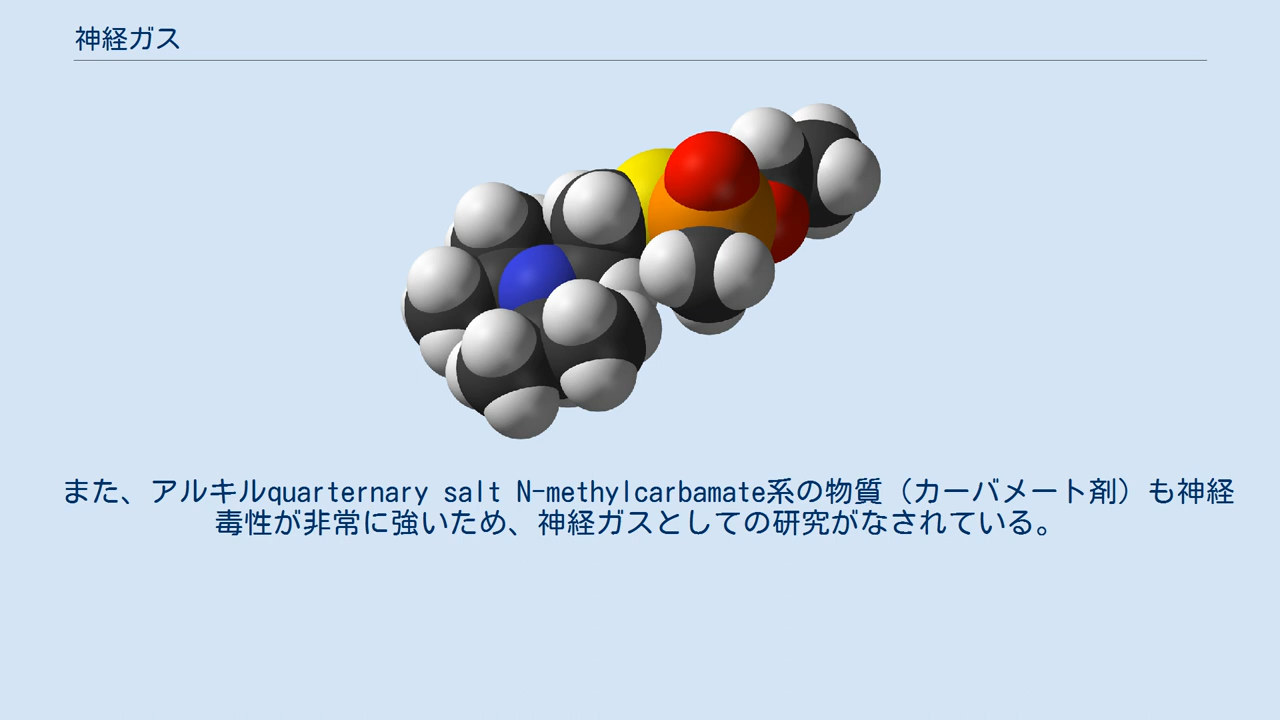 神経ガス
また、アルキルquarternary salt N-methylcarbamate系の物質（カーバメート剤）も神経
毒性が非常に強いため、神経ガスとしての研究がなされている。